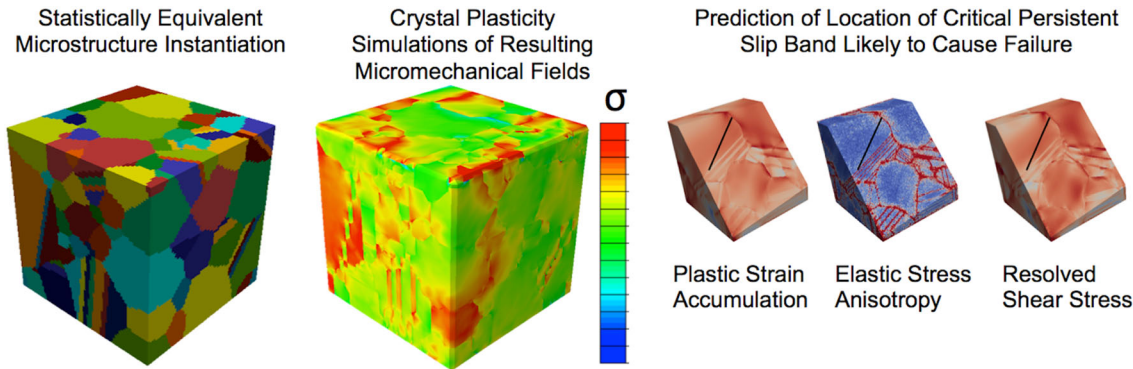 Statistically Equivalent
Microstructure Instantiation
Crystal Plasticity
Simulations of Resulting
Micromechanical Fields
σ
Prediction of Location of Critical Persistent
Slip Band Likely to Cause Failure
Plastic Strain
Accumulation
Elastic Stress
Anisotropy
Resolved
Shear Stress